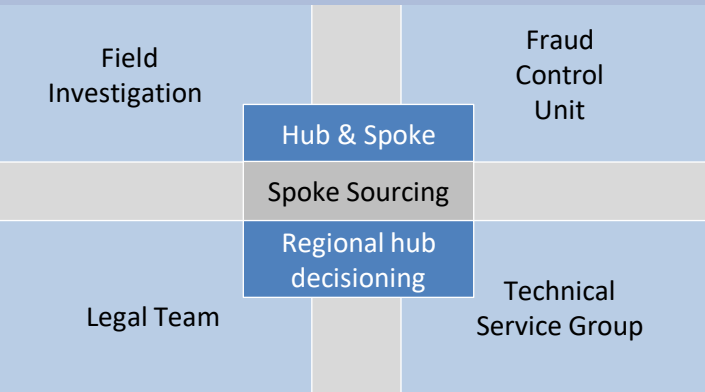 Field
Investigation
Fraud
Control
Unit
Hub & Spoke
Spoke Sourcing
Regional hub
decisioning
Legal Team
Technical
Service Group